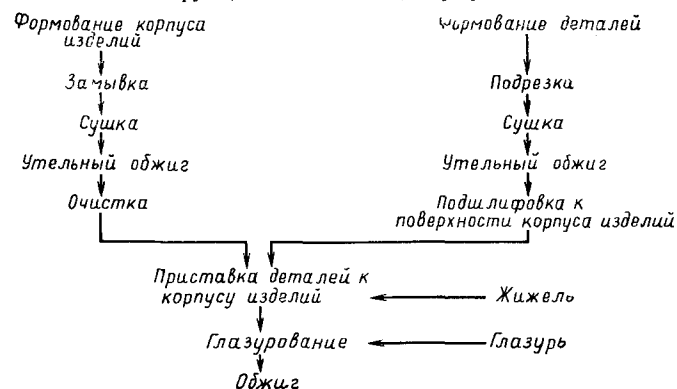 Формование корпуса
изделий
Замывка
Сушка
Утельный обжиг
Очистка
Формование деталей
Подрезка
Сушка
Утельный обжиг
Подшлифовка к
поверхности корпуса изделий
Приставка деталей к
корпусу изделий
Жижель
Глазурование
Глазурь
Обжиг